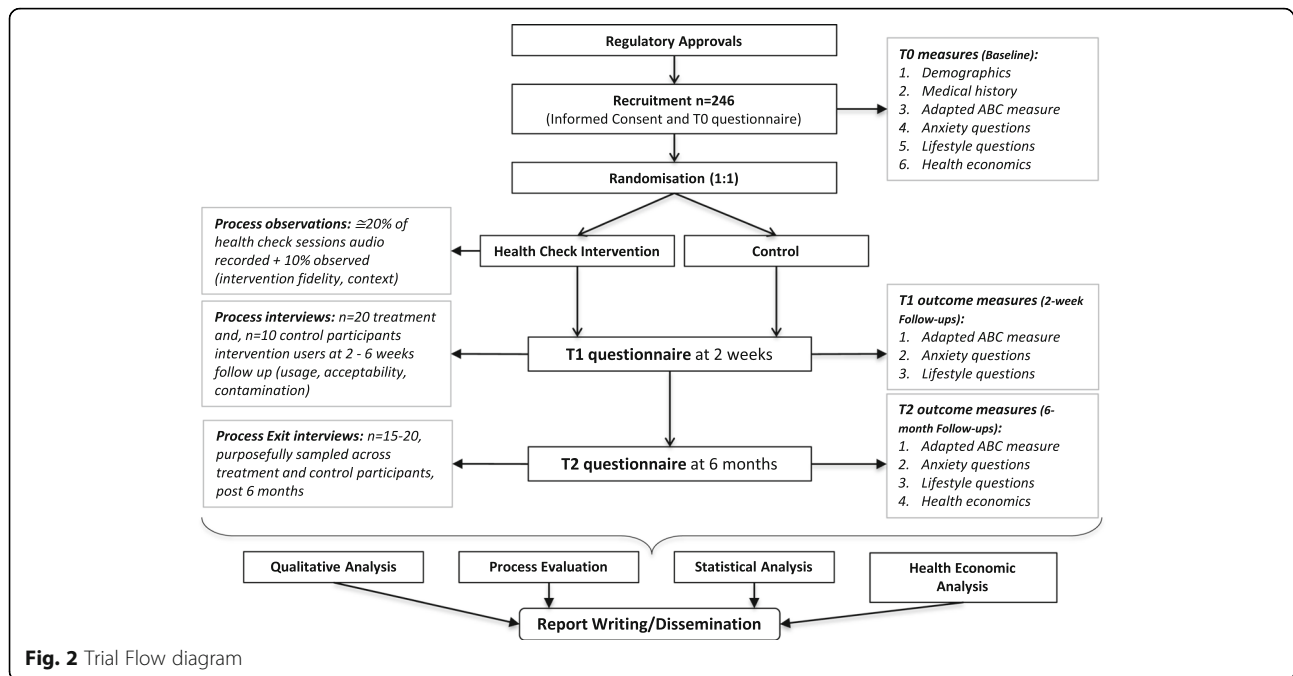 Regulatory Approvals
T0 measures (Baseline):
1. Demographics
2. Medical history
3. Adapted ABC measure
4. Anxiety questions
5. Lifestyle questions
6. Health economics
Recruitment n=246
(Informed Consent and T0 questionnaire)
Randomisation (1:1)
Process observations: ≅20% of
health check sessions audio
recorded + 10% observed
(intervention fidelity, context)
Health Check Intervention
Control
Process interviews: n=20 treatment
and, n=10 control participants
intervention users at 2 - 6 weeks
follow up (usage, acceptability,
contamination)
T1 questionnaire at 2 weeks
T1 outcome measures (2-week
Follow-ups):
1. Adapted ABC measure
2. Anxiety questions
3. Lifestyle questions
Process Exit interviews: n=15-20,
purposefully sampled across
treatment and control participants,
post 6 months
T2 questionnaire at 6 months
T2 outcome measures (6-
month Follow-ups):
1. Adapted ABC measure
2. Anxiety questions
3. Lifestyle questions
4. Health economics
Qualitative Analysis
Process Evaluation
Statistical Analysis
Health Economic
Analysis
Report Writing/Dissemination
Fig. 2 Trial Flow diagram